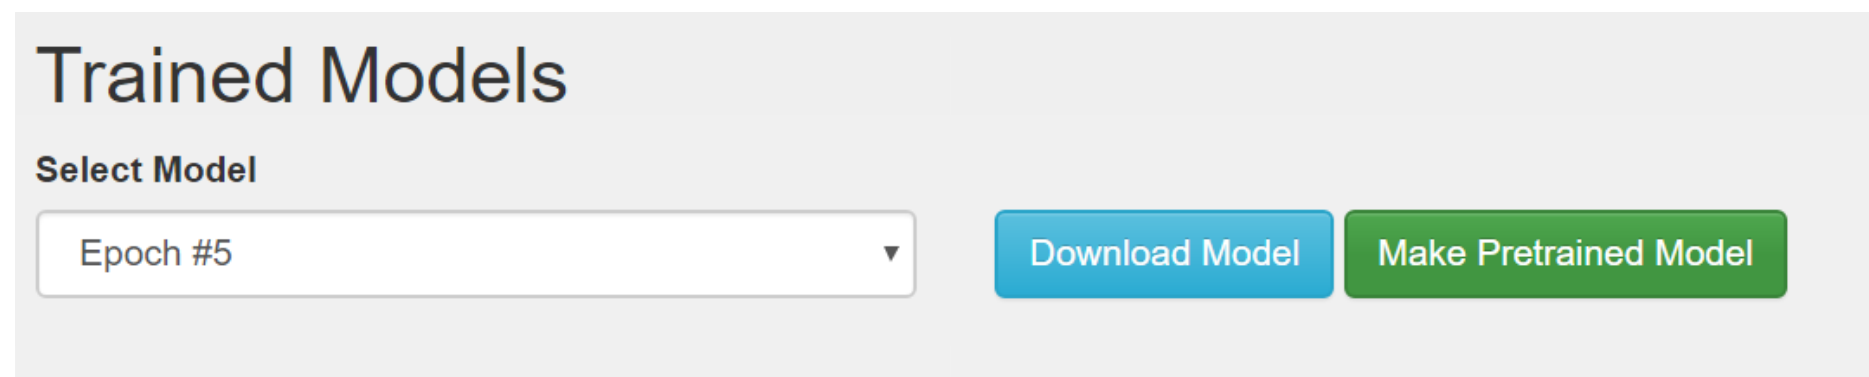 Trained Models
Select Model
Epoch #5
Download Model
Make Pretrained Model